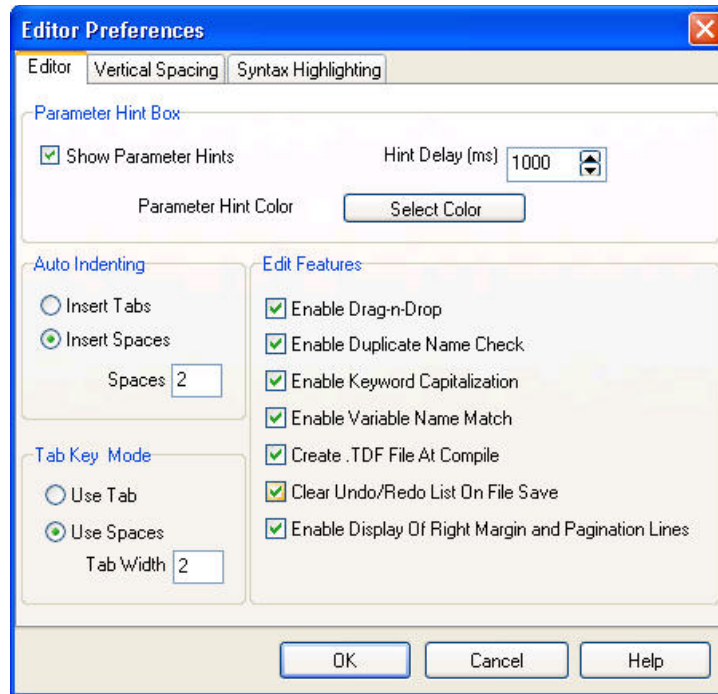 Editor Preferences
Editor Vertical Spacing Syntax Highlighting
Parameter Hint Box
Show Parameter Hints Hint Delay (ms) 1000
Parameter Hint Color Select Color
Auto Indenting
Insert Tabs
Insert Spaces
Spaces 2
Tab Key Mode
Use Tab
Use Spaces
Tab Width 2
Edit Features
Enable Drag-n-Drop
Enable Duplicate Name Check
Enable Keyword Capitalization
Enable Variable Name Match
Create .TDF File At Compile
Clear Undo/Redo List On File Save
Enable Display Of Right Margin and Pagination Lines
OK Cancel Help